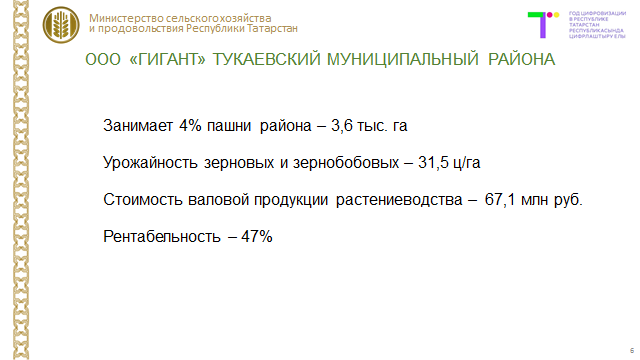 Министерство сельского хозяйства
и продовольствия Республики Татарстан
ГОД ЦИФРОВИЗАЦИИ
В РЕСПУБЛИКЕ
ТАТАРСТАН
РЕСПУБЛИКАСЫНДА
ЦИФРЛАШТЫРУ ЕЛЫ
ООО «ГИГАНТ» ТУКАЕВСКИЙ МУНИЦИПАЛЬНЫЙ РАЙОНА
Занимает 4% пашни района – 3,6 тыс. га
Урожайность зерновых и зернобобовых – 31,5 ц/га
Стоимость валовой продукции растениеводства – 67,1 млн руб.
Рентабельность – 47%
6